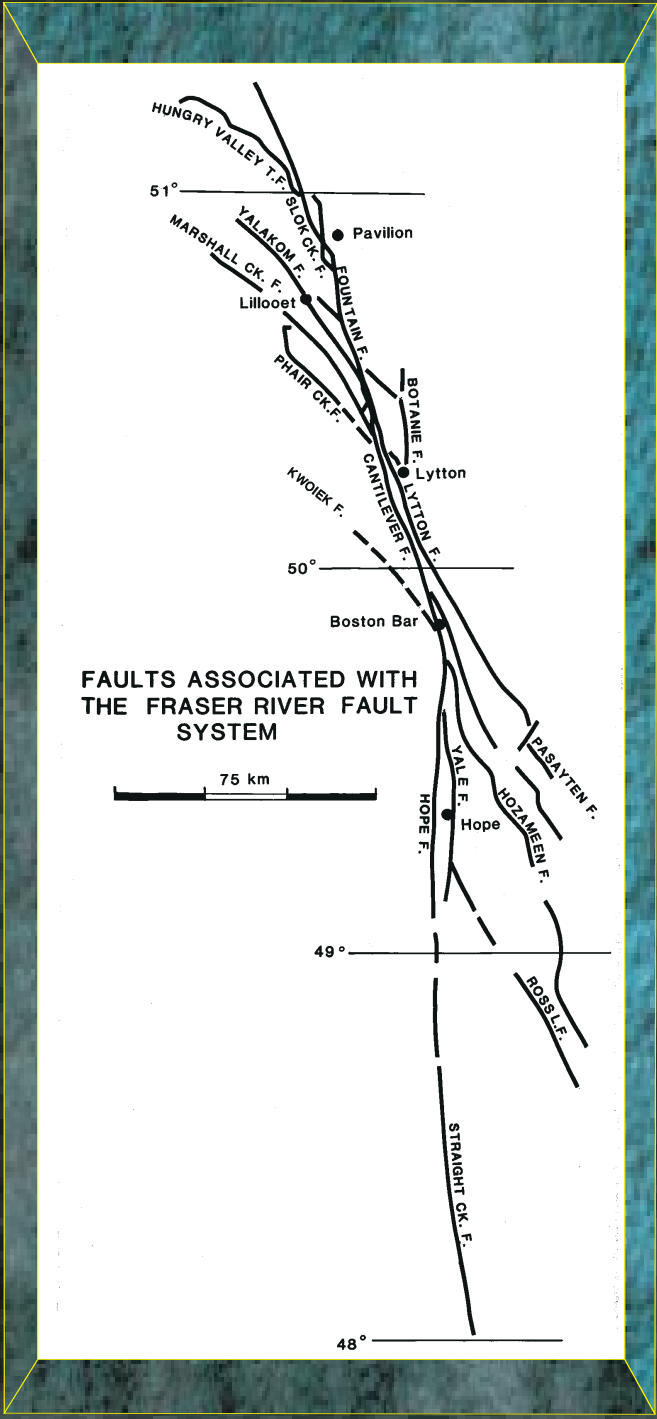 HUNGRY VALLEY T.F.
51°
SLOK CK. F.
YALAKOM F.
Pavilion
MARSHALL CK. F.
Lillooet
FOUNTAIN F.
PHAIR CK.F.
BOTANIE F.
CANTILEVER F.
Lytton
KWOIEK F.
LYTTON F.
50°
Boston Bar
FAULTS ASSOCIATED WITH
THE FRASER RIVER FAULT
SYSTEM
75 km
PASAYTEN F.
YALE F.
HOPE F.
HOZAMEEN F.
Hope
49°
ROSS L.F.
STRAIGHT CK. F.
48°